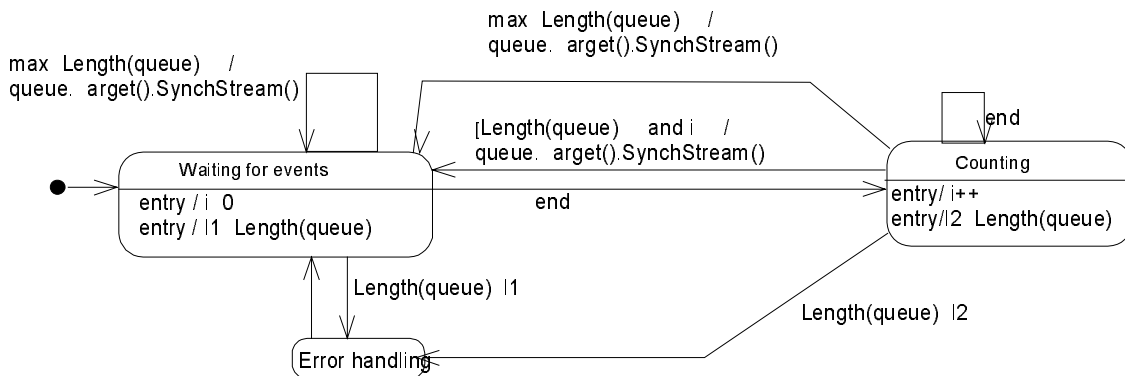 max Length(queue) /
queue. arget().SynchStream()
max Length(queue) /
queue. arget().SynchStream()
[Length(queue) and i /
queue. arget().SynchStream()
end
Waiting for events
entry / i 0
entry / l1 Length(queue)
end
Counting
entry/ i++
entry/l2 Length(queue)
Length(queue) l1
Length(queue) l2
Error handling